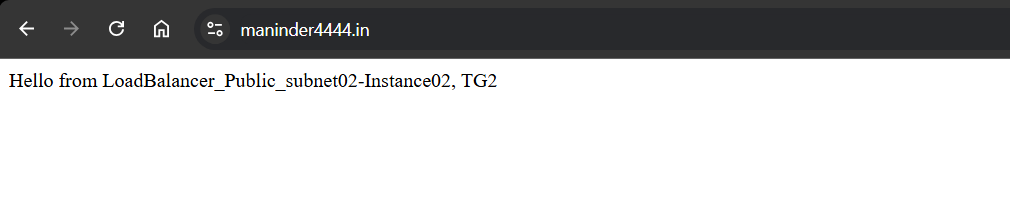 maninder4444.in
Hello from LoadBalancer_Public_subnet02-Instance02, TG2